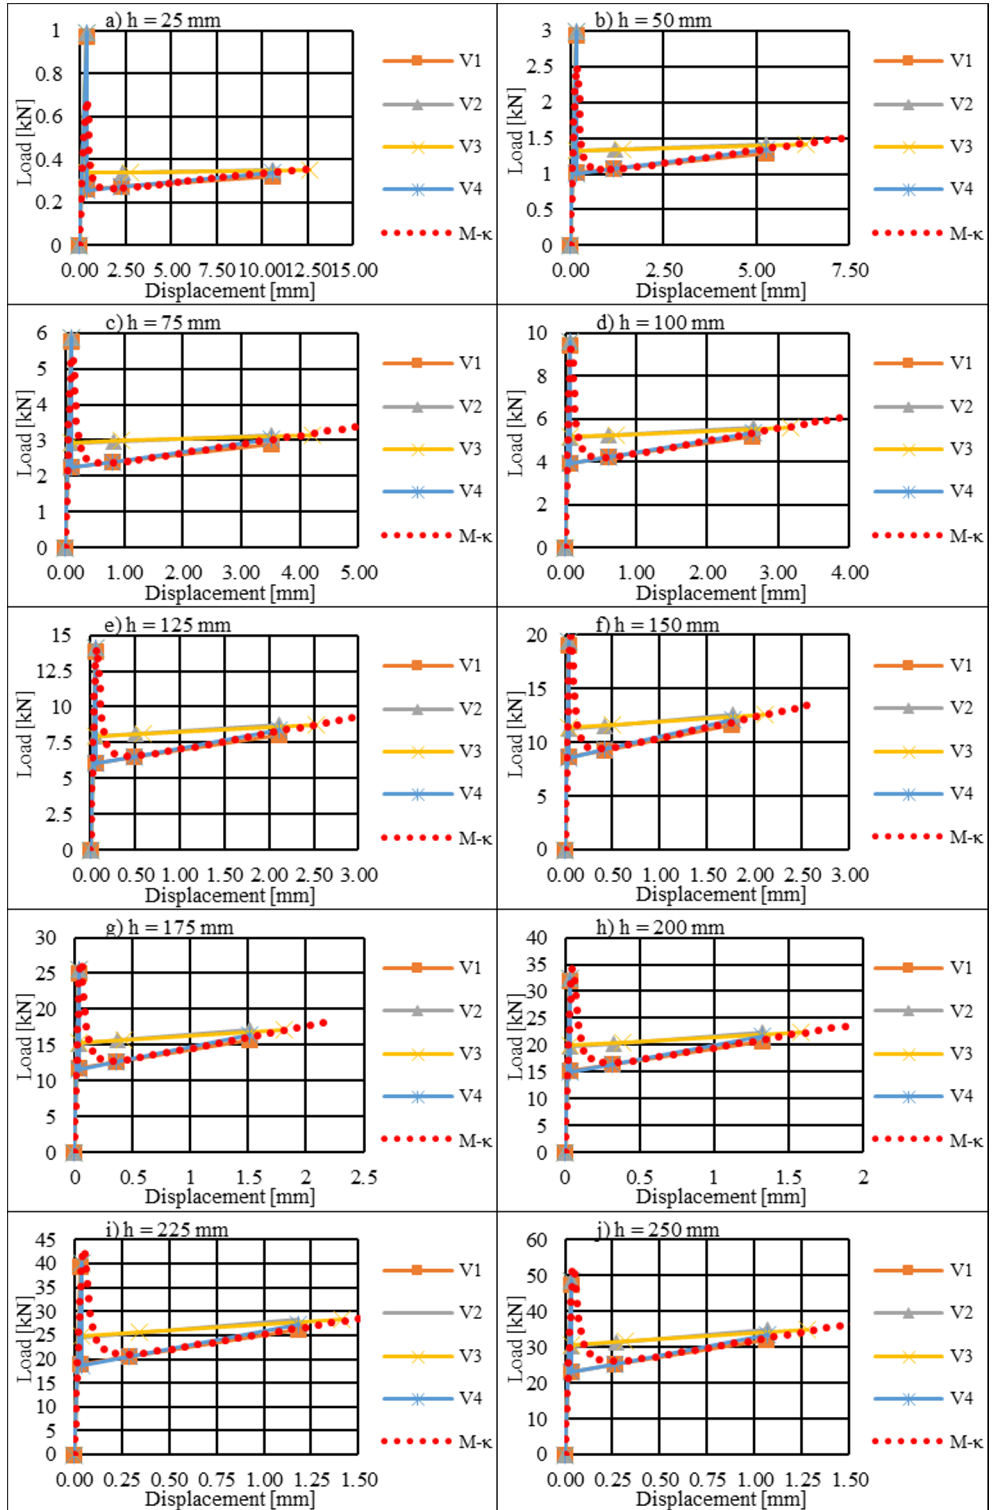 a) h = 25 mm
Load [kN]
1
0.8
0.6
0.4
0.2
0
0.00 2.50 5.00 7.50 10.00 12.50 15.00
Displacement [mm]
V1
V2
V3
V4
M-κ
b) h = 50 mm
Load [kN]
3
2.5
2
1.5
1
0.5
0
0.00 2.50 5.00 7.50
Displacement [mm]
V1
V2
V3
V4
M-κ
c) h = 75 mm
Load [kN]
6
5
4
3
2
1
0
0.00 1.00 2.00 3.00 4.00 5.00
Displacement [mm]
V1
V2
V3
V4
M-κ
d) h = 100 mm
Load [kN]
10
8
6
4
2
0
0.00 1.00 2.00 3.00 4.00
Displacement [mm]
V1
V2
V3
V4
M-κ
e) h = 125 mm
Load [kN]
15
12.5
10
7.5
5
2.5
0
0.00 0.50 1.00 1.50 2.00 2.50 3.00
Displacement [mm]
V1
V2
V3
V4
M-κ
f) h = 150 mm
Load [kN]
20
15
10
5
0
0.00 0.50 1.00 1.50 2.00 2.50 3.00
Displacement [mm]
V1
V2
V3
V4
M-κ
g) h = 175 mm
Load [kN]
30
25
20
15
10
5
0
0 0.5 1 1.5 2 2.5
Displacement [mm]
V1
V2
V3
V4
M-κ
h) h = 200 mm
Load [kN]
40
35
30
25
20
15
10
5
0
0 0.5 1 1.5 2
Displacement [mm]
V1
V2
V3
V4
M-κ
i) h = 225 mm
Load [kN]
45
40
35
30
25
20
15
10
5
0
0.00 0.25 0.50 0.75 1.00 1.25 1.50
Displacement [mm]
V1
V2
V3
V4
M-κ
j) h = 250 mm
Load [kN]
60
50
40
30
20
10
0
0.00 0.25 0.50 0.75 1.00 1.25 1.50
Displacement [mm]
V1
V2
V3
V4
M-κ